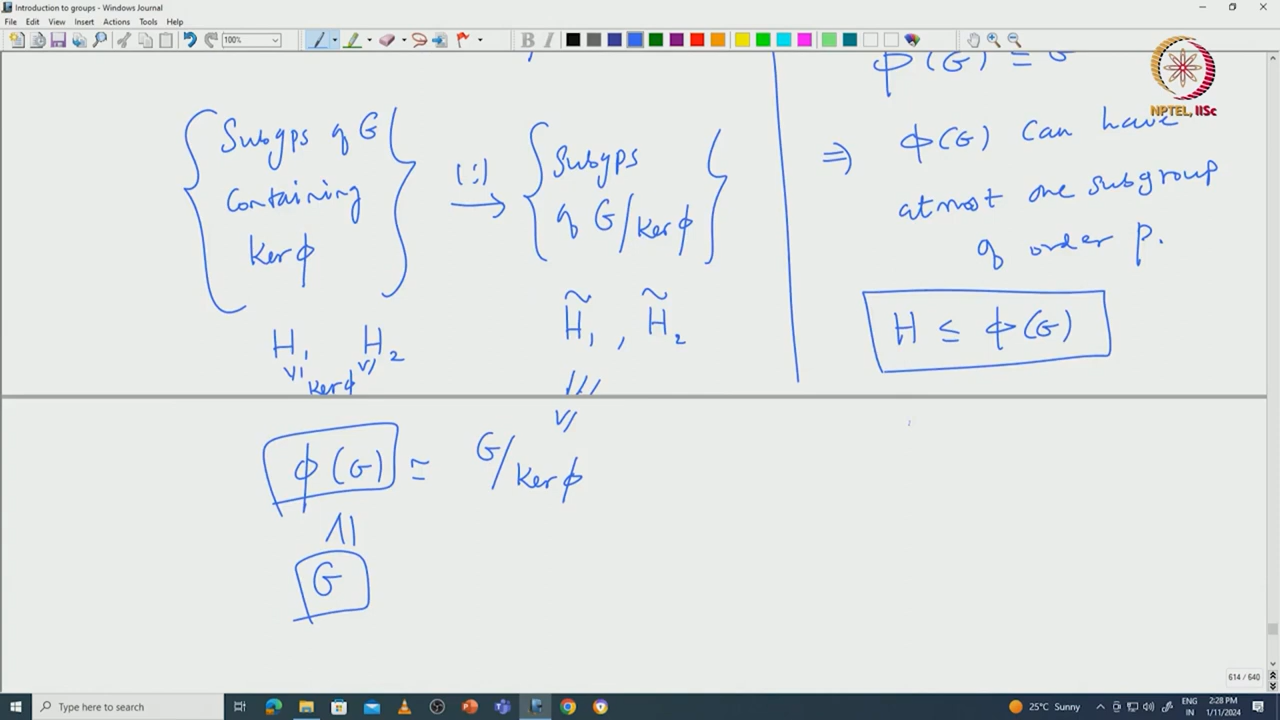 Introduction to groups - Windows Journal
File Edit View Insert Actions Tools Help
100%
B I
NPTEL, IISc
φ(G) ≤ G
{ Subgps of G containing Ker φ } (1:1) → { Subgps of G/Ker φ }
H₁ H₂
VI ker φ VI
H̃₁ , H̃₂
φ(G) ≃ G/Ker φ
G
⇒ φ(G) can have
atmost one subgroup
of order p.
H ≤ φ(G)
614 / 640
Type here to search
25°C Sunny
ENG
IN
2:28 PM
1/11/2024